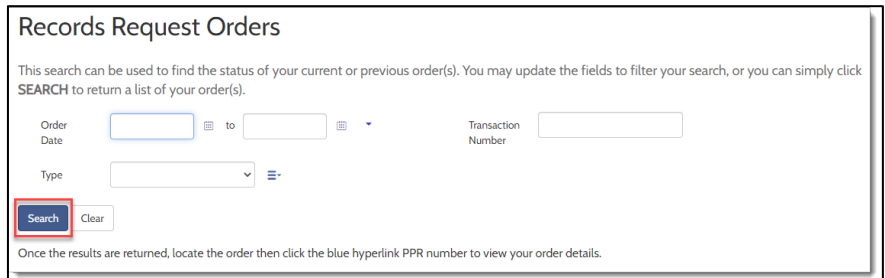 Records Request Orders
This search can be used to find the status of your current or previous order(s). You may update the fields to filter your search, or you can simply click
SEARCH to return a list of your order(s).
Order Date to Transaction Number
Type
Search Clear
Once the results are returned, locate the order then click the blue hyperlink PPR number to view your order details.